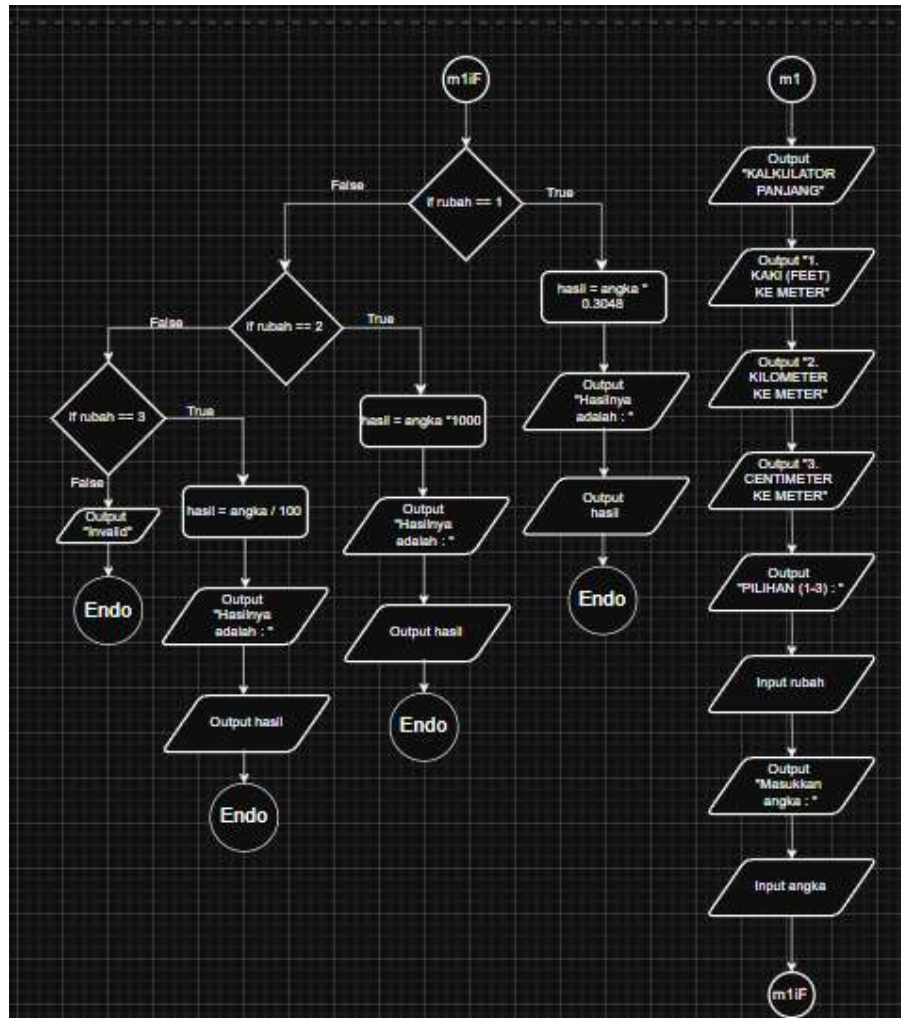 m1iF
if rubah == 1
False
True
if rubah == 2
False
True
if rubah == 3
False
True
Output
"Invalid"
Endo
hasil = angka / 100
Output
"Hasilnya
adalah : "
Output hasil
Endo
hasil = angka *1000
Output
"Hasilnya
adalah : "
Output hasil
Endo
hasil = angka *
0.3048
Output
"Hasilnya
adalah : "
Output
hasil
Endo
m1
Output
"KALKULATOR
PANJANG"
Output "1.
KAKI (FEET)
KE METER"
Output "2.
KILOMETER
KE METER"
Output "3.
CENTIMETER
KE METER"
Output
"PILIHAN (1-3) : "
Input rubah
Output
"Masukkan
angka : "
Input angka
m1iF